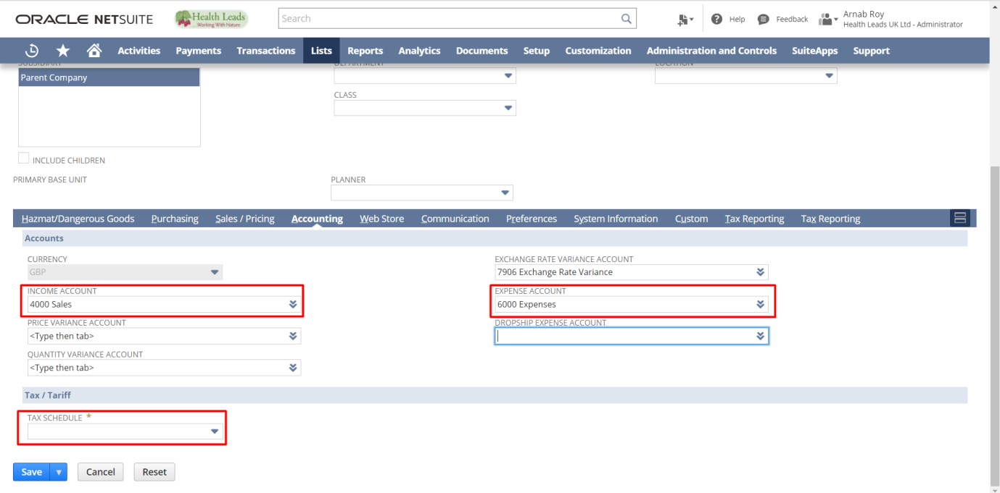 ORACLE NETSUITE
Health Leads
Working With Nature
Search
Help
Feedback
Arnab Roy
Health Leads UK Ltd - Administrator
Activities Payments Transactions Lists Reports Analytics Documents Setup Customization Administration and Controls SuiteApps Support
SUBSIDIARY
DEPARTMENT
LOCATION
Parent Company
CLASS
INCLUDE CHILDREN
PRIMARY BASE UNIT
PLANNER
Hazmat/Dangerous Goods Purchasing Sales / Pricing Accounting Web Store Communication Preferences System Information Custom Tax Reporting Tax Reporting
Accounts
CURRENCY
GBP
EXCHANGE RATE VARIANCE ACCOUNT
7906 Exchange Rate Variance
INCOME ACCOUNT
4000 Sales
EXPENSE ACCOUNT
6000 Expenses
PRICE VARIANCE ACCOUNT
<Type then tab>
DROPSHIP EXPENSE ACCOUNT
QUANTITY VARIANCE ACCOUNT
<Type then tab>
Tax / Tariff
TAX SCHEDULE *
Save
Cancel
Reset